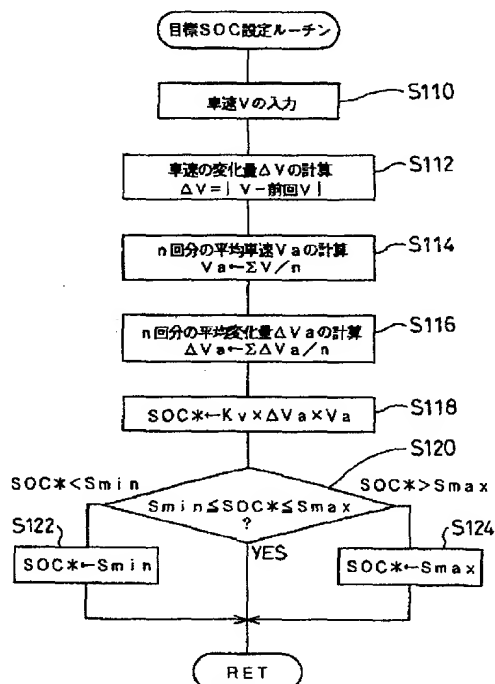 目標SOC設定ルーチン
車速Vの入力
S110
車速の変化量ΔVの計算
ΔV=|V-前回V|
S112
n回分の平均車速Vaの計算
Va←ΣV/n
S114
n回分の平均変化量ΔVaの計算
ΔVa←ΣΔVa/n
S116
SOC*←Kv×ΔVa×Va
S118
S120
SOC*<Smin
SOC*>Smax
Smin≦SOC*≦Smax
?
S122
SOC*←Smin
YES
S124
SOC*←Smax
RET